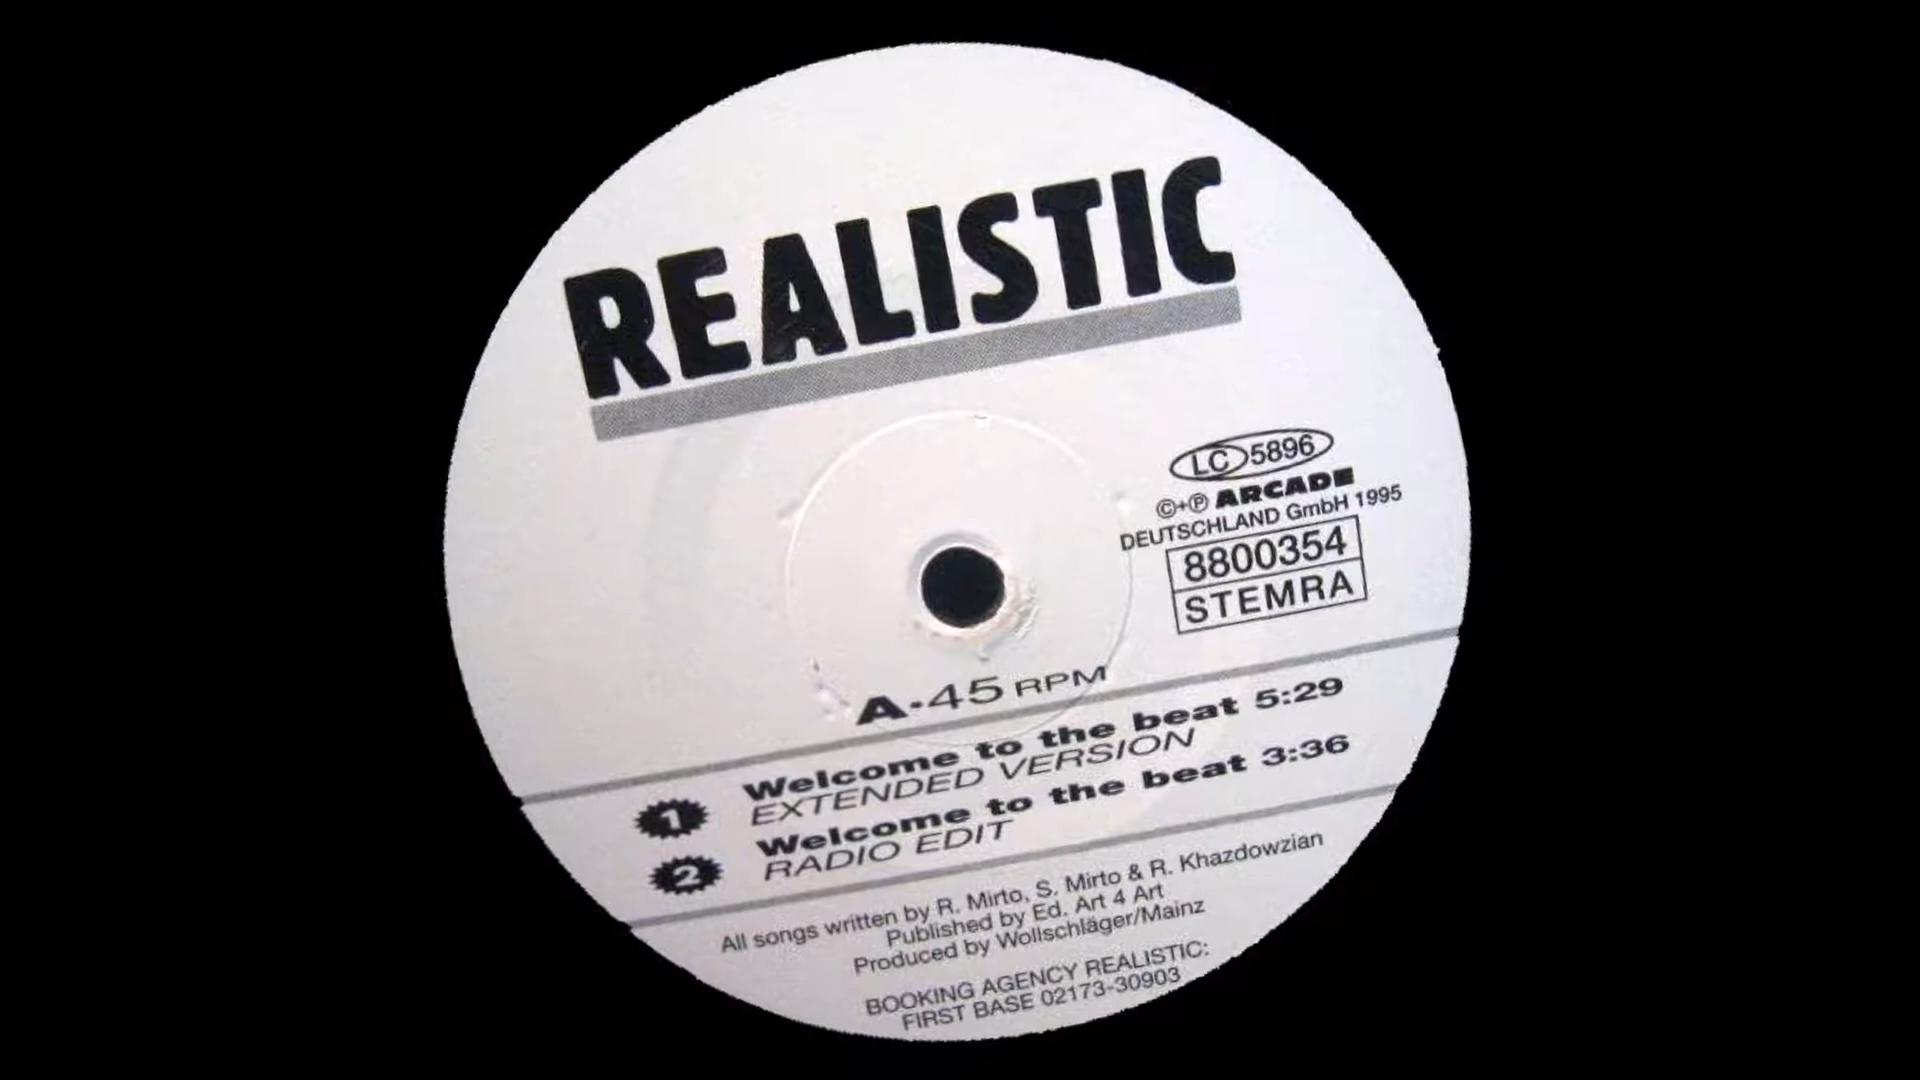 REALISTIC
LC 5896
©+℗ ARCADE
DEUTSCHLAND GmbH 1995
8800354
STEMRA
A·45 RPM
1 Welcome to the beat 5:29
EXTENDED VERSION
2 Welcome to the beat 3:36
RADIO EDIT
All songs written by R. Mirto, S. Mirto & R. Khazdowzian
Published by Ed. Art 4 Art
Produced by Wollschläger/Mainz
BOOKING AGENCY REALISTIC:
FIRST BASE 02173-30903